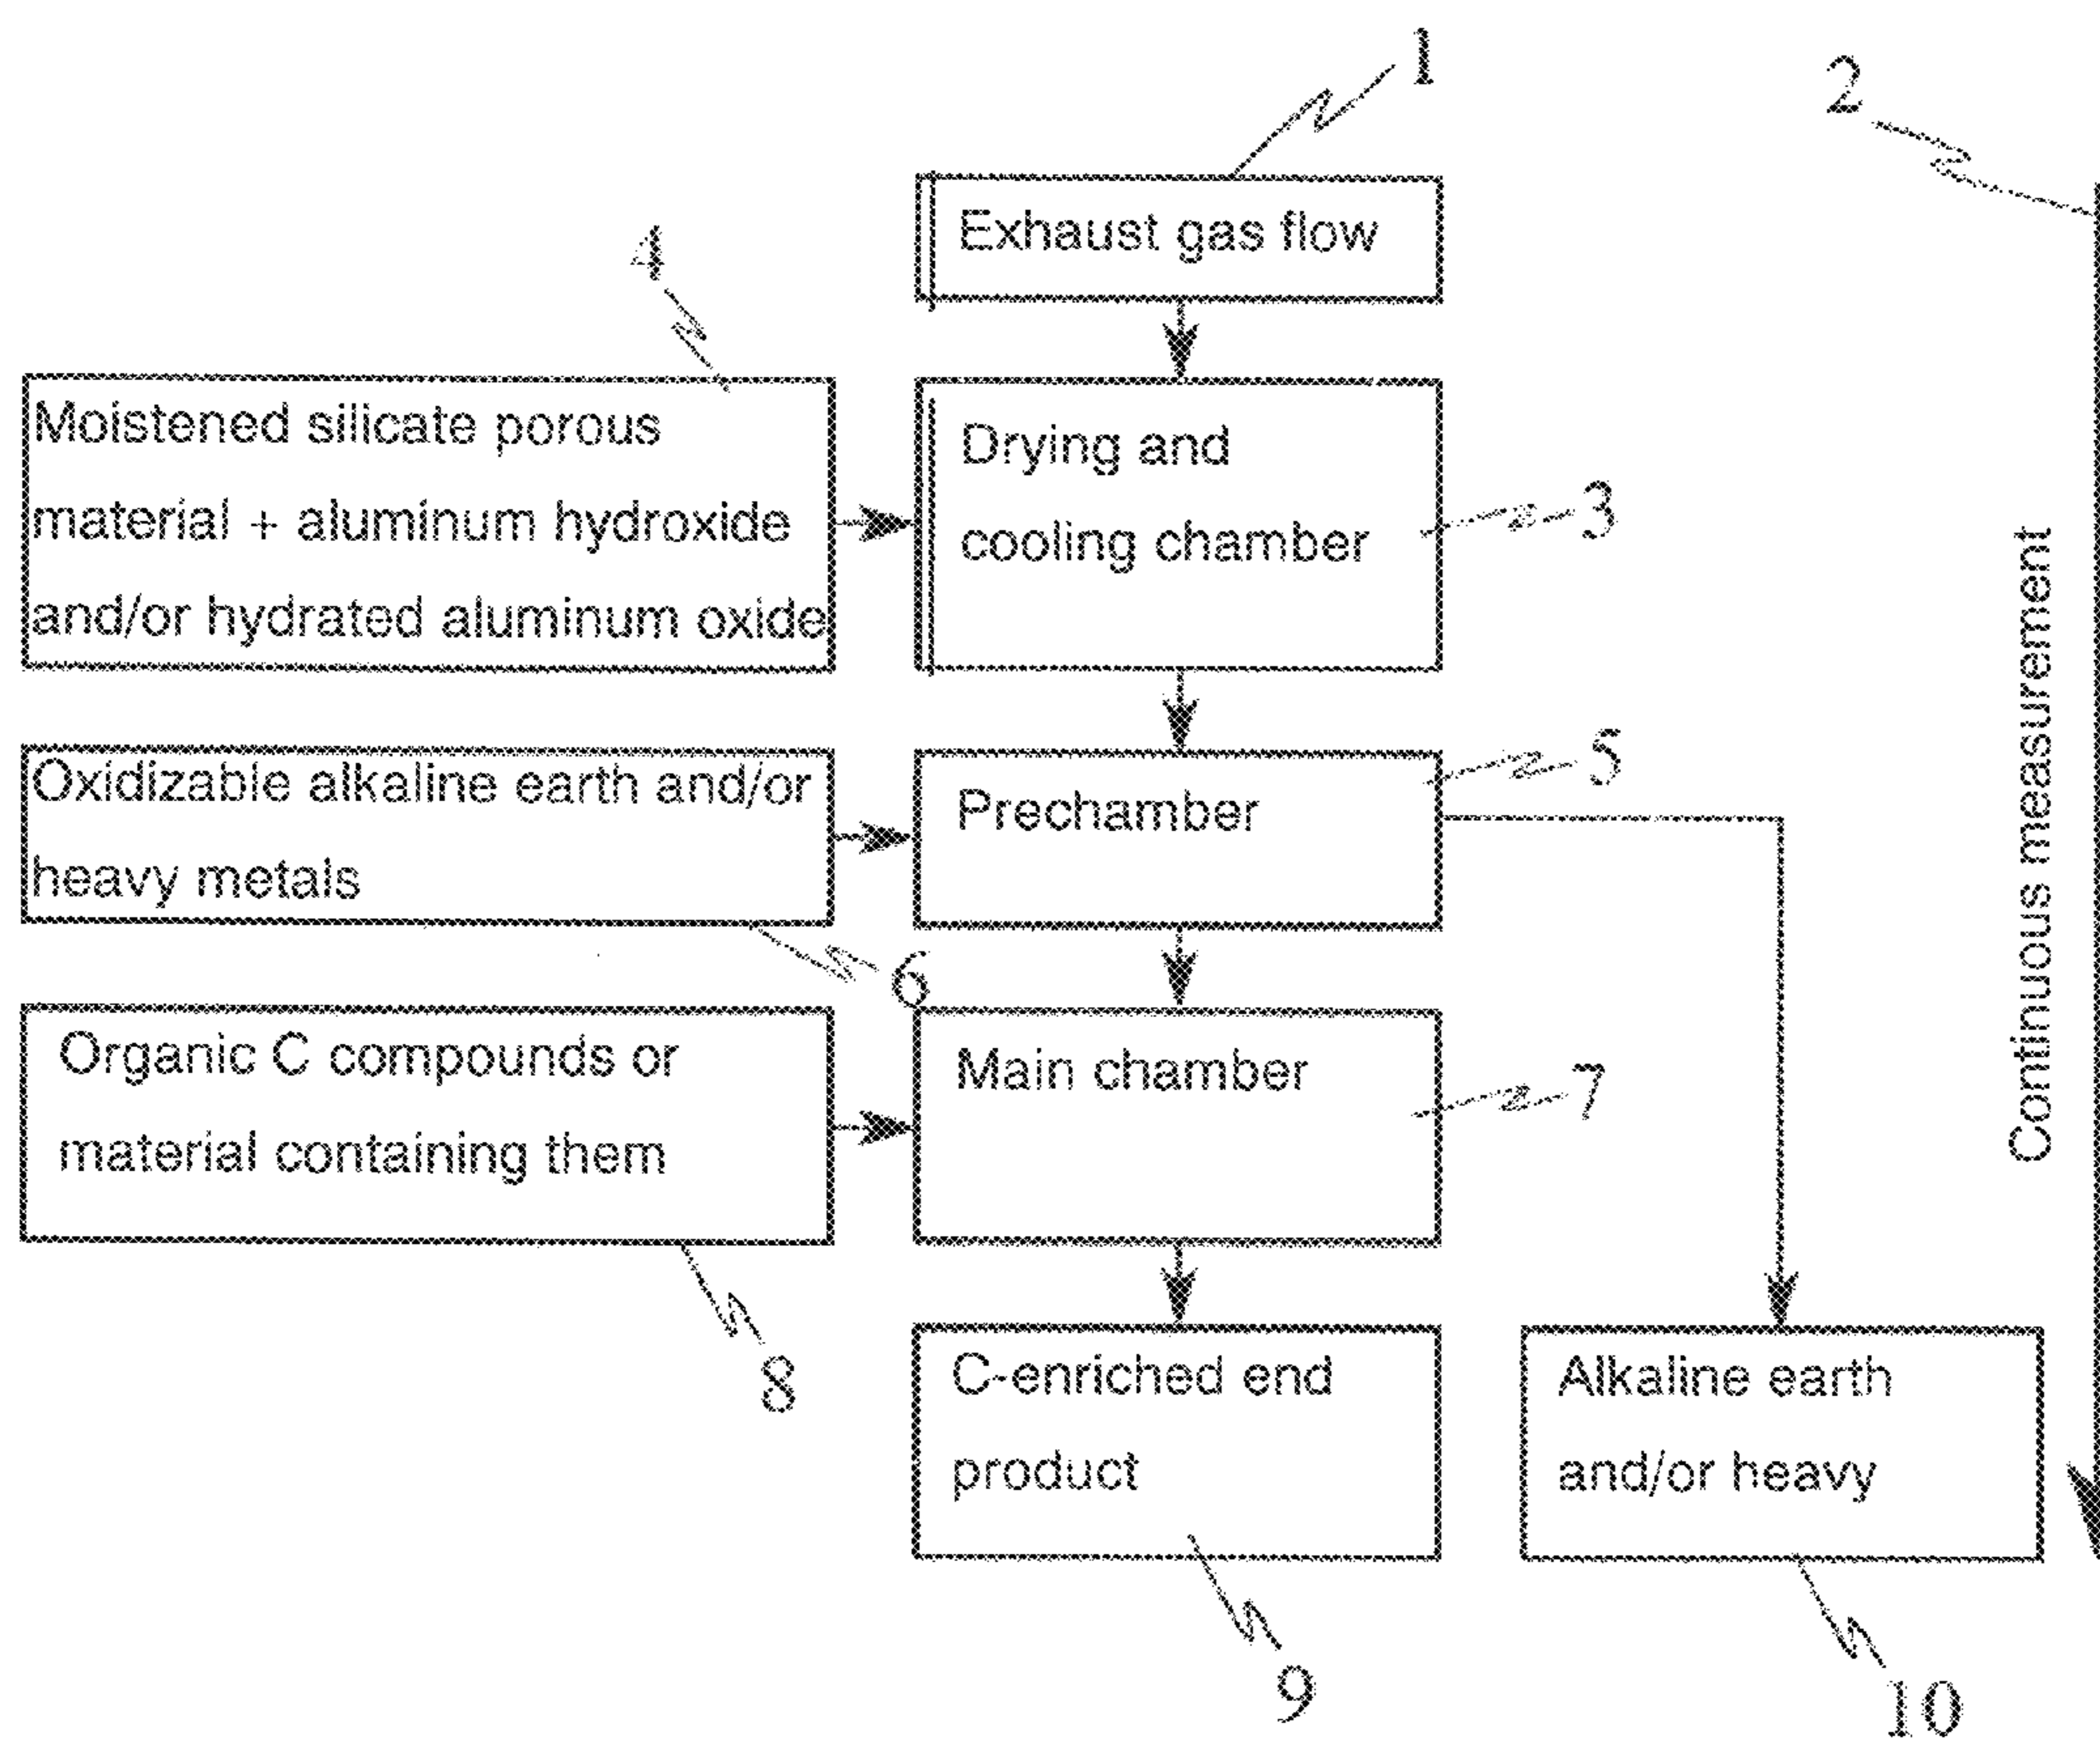 1
2
Exhaust gas flow
4
Moistened silicate porous
material + aluminum hydroxide
and/or hydrated aluminum oxide
Drying and
cooling chamber
3
Oxidizable alkaline earth and/or
heavy metals
6
Prechamber
5
Continuous measurement
Organic C compounds or
material containing them
8
Main chamber
7
C-enriched end
product
9
Alkaline earth
and/or heavy
10